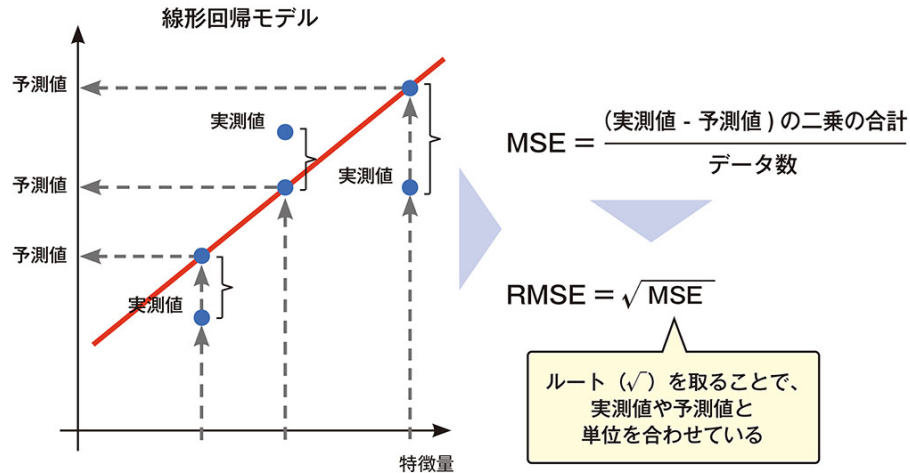 線形回帰モデル
予測値
実測値
実測値
予測値
予測値
実測値
特徴量
MSE = (実測値 - 予測値 ) の二乗の合計
データ数
RMSE = √MSE
ルート（√）を取ることで、
実測値や予測値と
単位を合わせている